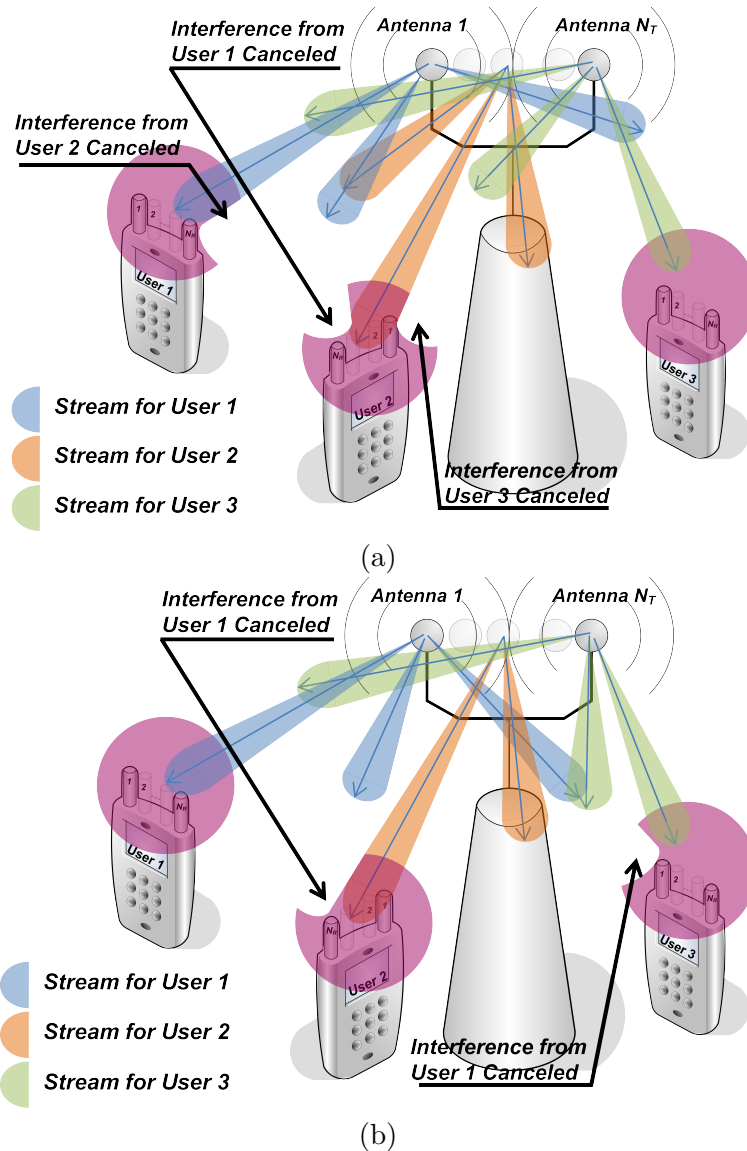 Interference from
User 1 Canceled
Antenna 1
Antenna N_T
Interference from
User 2 Canceled
1
2
N_R
User 1
N_R
2
1
User 2
1
2
N_R
User 3
Stream for User 1
Stream for User 2
Stream for User 3
Interference from
User 3 Canceled
(a)
Interference from
User 1 Canceled
Antenna 1
Antenna N_T
1
2
N_R
User 1
N_R
2
1
User 2
1
2
N_R
User 3
Stream for User 1
Stream for User 2
Stream for User 3
Interference from
User 1 Canceled
(b)